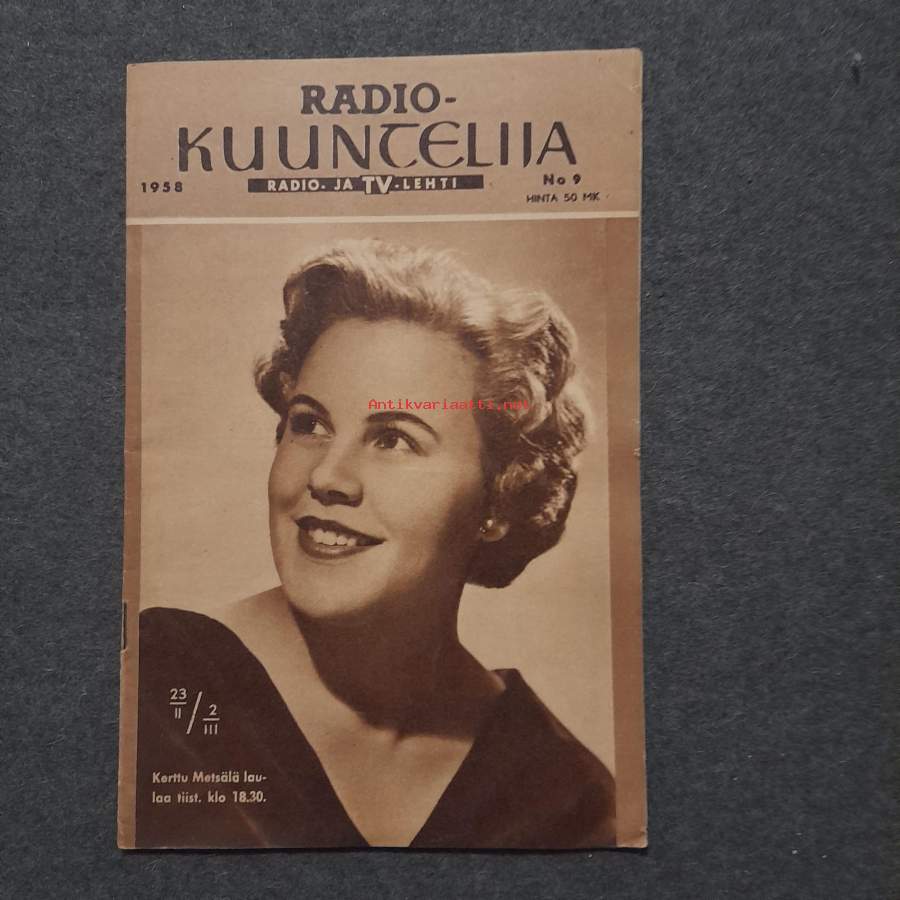 RADIO-
KUUNTELIJA
1958
RADIO- JA TV-LEHTI
No 9
HINTA 50 MK
Antikvariaatti.net
23
II / 2
III
Kerttu Metsälä lau-
laa tiist. klo 18.30.